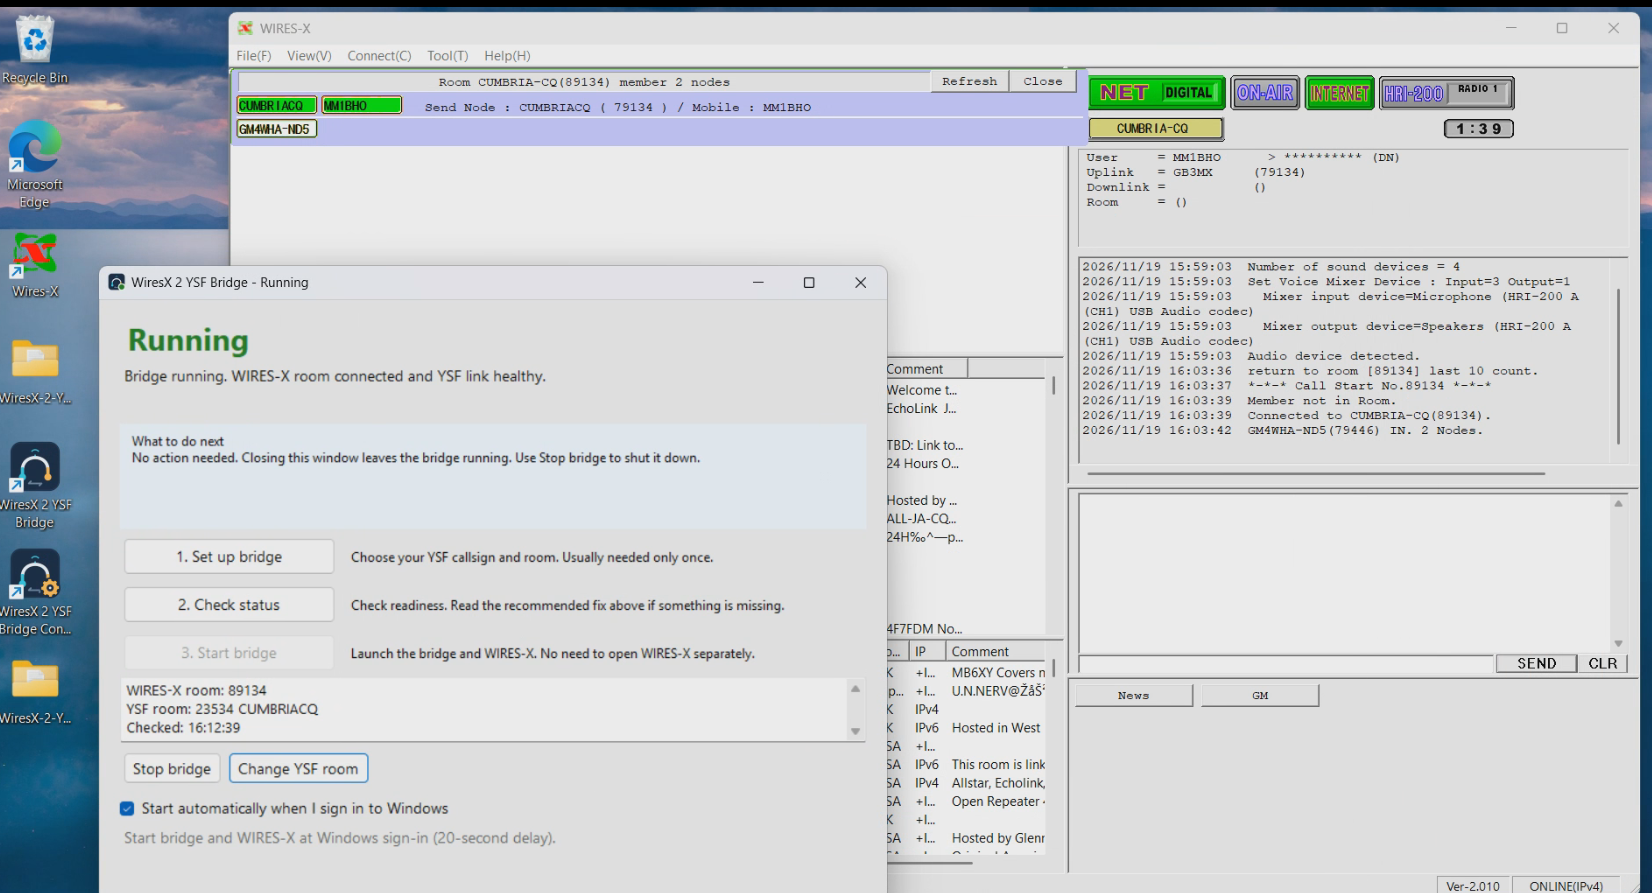 Recycle Bin
Microsoft
Edge
Wires-X
WiresX-2-Y...
WiresX 2 YSF
Bridge
WiresX 2 YSF
Bridge Con...
WiresX-2-Y...
WIRES-X
File(F) View(V) Connect(C) Tool(T) Help(H)
Room CUMBRIA-CQ(89134) member 2 nodes Refresh Close
CUMBRIACQ MM1BHO Send Node : CUMBRIACQ ( 79134 ) / Mobile : MM1BHO
GM4WHA-ND5
NET DIGITAL ON-AIR INTERNET HRI-200 RADIO 1
CUMBRIA-CQ 1:39
User = MM1BHO > ********** (DN)
Uplink = GB3MX (79134)
Downlink = ()
Room = ()
2026/11/19 15:59:03 Number of sound devices = 4
2026/11/19 15:59:03 Set Voice Mixer Device : Input=3 Output=1
2026/11/19 15:59:03 Mixer input device=Microphone (HRI-200 A
(CH1) USB Audio codec)
2026/11/19 15:59:03 Mixer output device=Speakers (HRI-200 A
(CH1) USB Audio codec)
2026/11/19 15:59:03 Audio device detected.
2026/11/19 16:03:36 return to room [89134] last 10 count.
2026/11/19 16:03:37 *-*-* Call Start No.89134 *-*-*
2026/11/19 16:03:39 Member not in Room.
2026/11/19 16:03:39 Connected to CUMBRIA-CQ(89134).
2026/11/19 16:03:42 GM4WHA-ND5(79446) IN. 2 Nodes.
SEND CLR
News GM
Ver-2.010 ONLINE(IPv4)
WiresX 2 YSF Bridge - Running
Running
Bridge running. WIRES-X room connected and YSF link healthy.
What to do next
No action needed. Closing this window leaves the bridge running. Use Stop bridge to shut it down.
1. Set up bridge Choose your YSF callsign and room. Usually needed only once.
2. Check status Check readiness. Read the recommended fix above if something is missing.
3. Start bridge Launch the bridge and WIRES-X. No need to open WIRES-X separately.
WIRES-X room: 89134
YSF room: 23534 CUMBRIACQ
Checked: 16:12:39
Stop bridge Change YSF room
Start automatically when I sign in to Windows
Start bridge and WIRES-X at Windows sign-in (20-second delay).
Comment
Welcome t...
EchoLink J...
TBD: Link to...
24 Hours O...
Hosted by ...
ALL-JA-CQ...
24H‰^—p...
4F7FDM No...
IP Comment
K +I... MB6XY Covers
p... +I... U.N.NERV@
K IPv4
K IPv6 Hosted in West
SA +I...
SA IPv6 This room is link
SA IPv4 Allstar, Echolink,
SA +I... Open Repeater
K +I...
SA +I... Hosted by Glenn